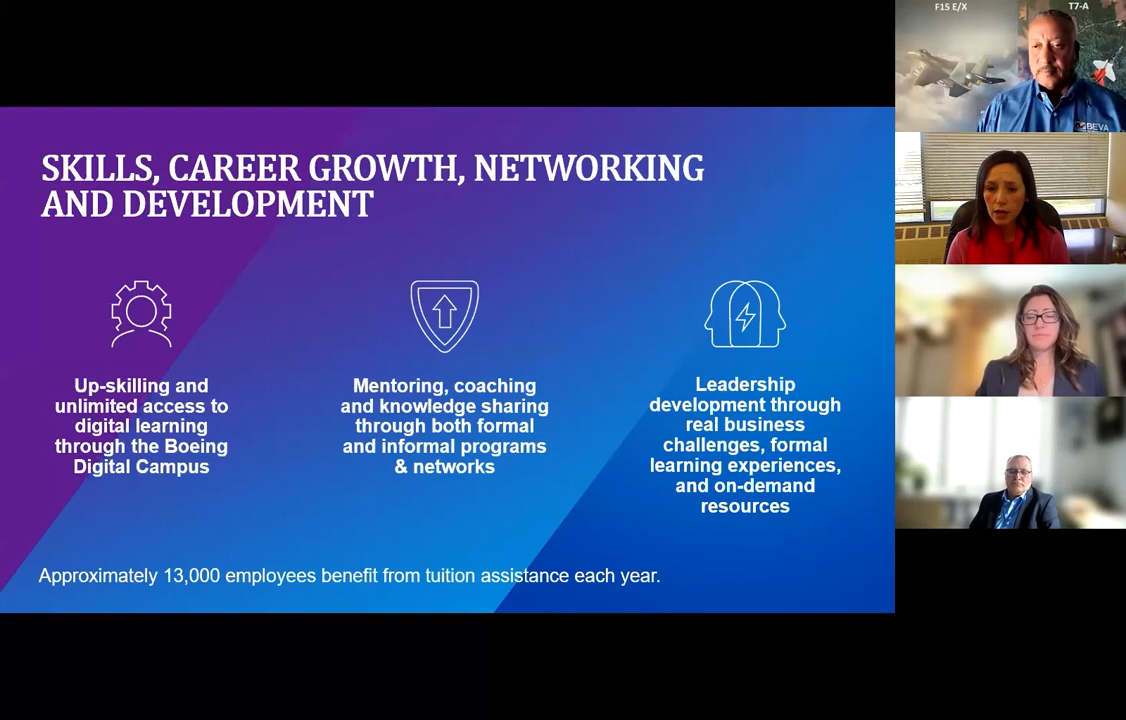 F15 E/X
T7-A
SKILLS, CAREER GROWTH, NETWORKING
AND DEVELOPMENT
Up-skilling and
unlimited access to
digital learning
through the Boeing
Digital Campus
Mentoring, coaching
and knowledge sharing
through both formal
and informal programs
& networks
Leadership
development through
real business
challenges, formal
learning experiences,
and on-demand
resources
Approximately 13,000 employees benefit from tuition assistance each year.
BEVA